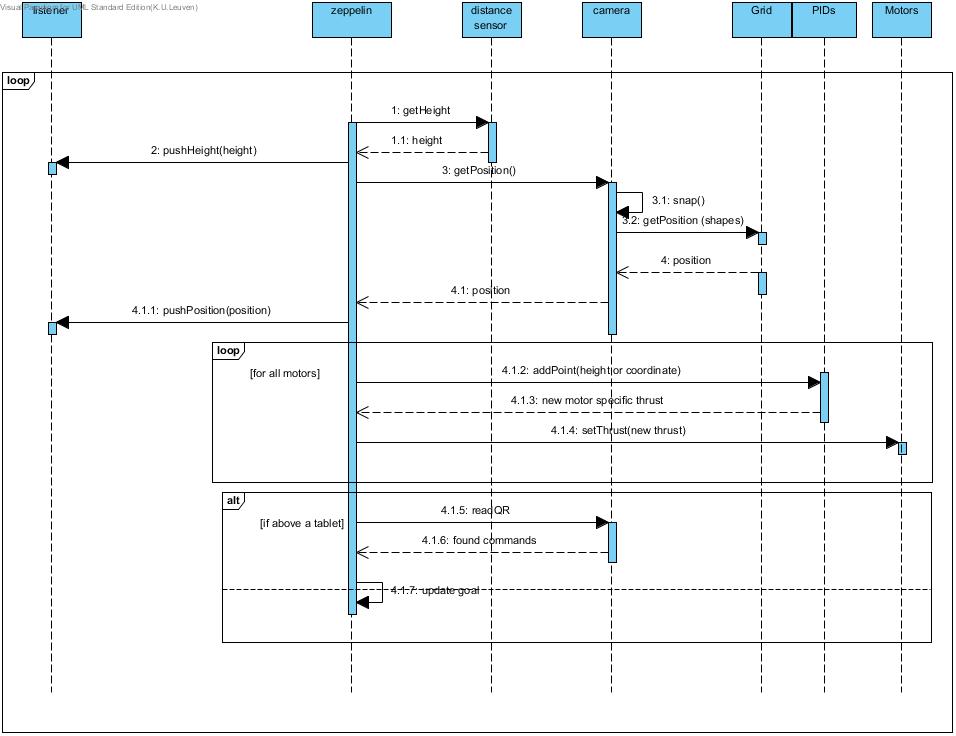 Visual Paradigm for UML Standard Edition(K.U.Leuven)
listener
zeppelin
distance
sensor
camera
Grid
PIDs
Motors
loop
1: getHeight
1.1: height
2: pushHeight(height)
3: getPosition()
3.1: snap()
3.2: getPosition (shapes)
4: position
4.1: position
4.1.1: pushPosition(position)
loop
[for all motors]
4.1.2: addPoint(height or coordinate)
4.1.3: new motor specific thrust
4.1.4: setThrust(new thrust)
alt
[if above a tablet]
4.1.5: readQR
4.1.6: found commands
4.1.7: update goal